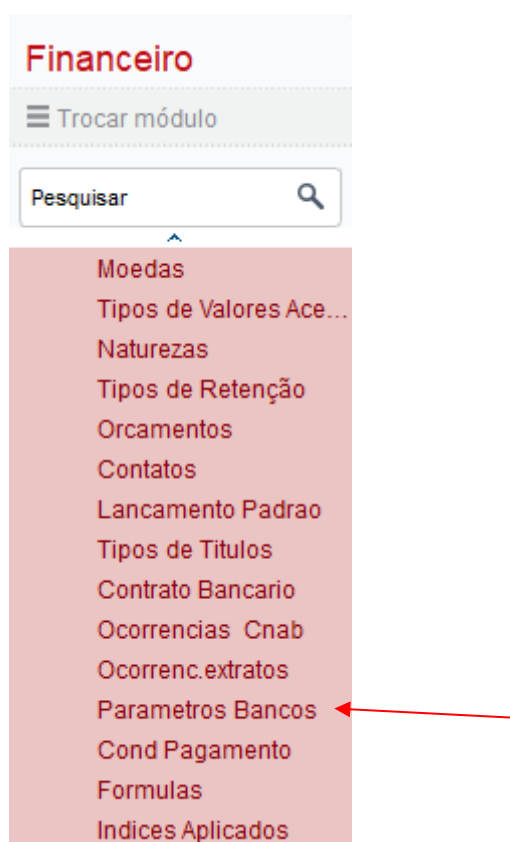 Financeiro
Trocar módulo
Pesquisar
Moedas
Tipos de Valores Ace...
Naturezas
Tipos de Retenção
Orcamentos
Contatos
Lancamento Padrao
Tipos de Titulos
Contrato Bancario
Ocorrencias  Cnab
Ocorrenc.extratos
Parametros Bancos
Cond Pagamento
Formulas
Indices Aplicados